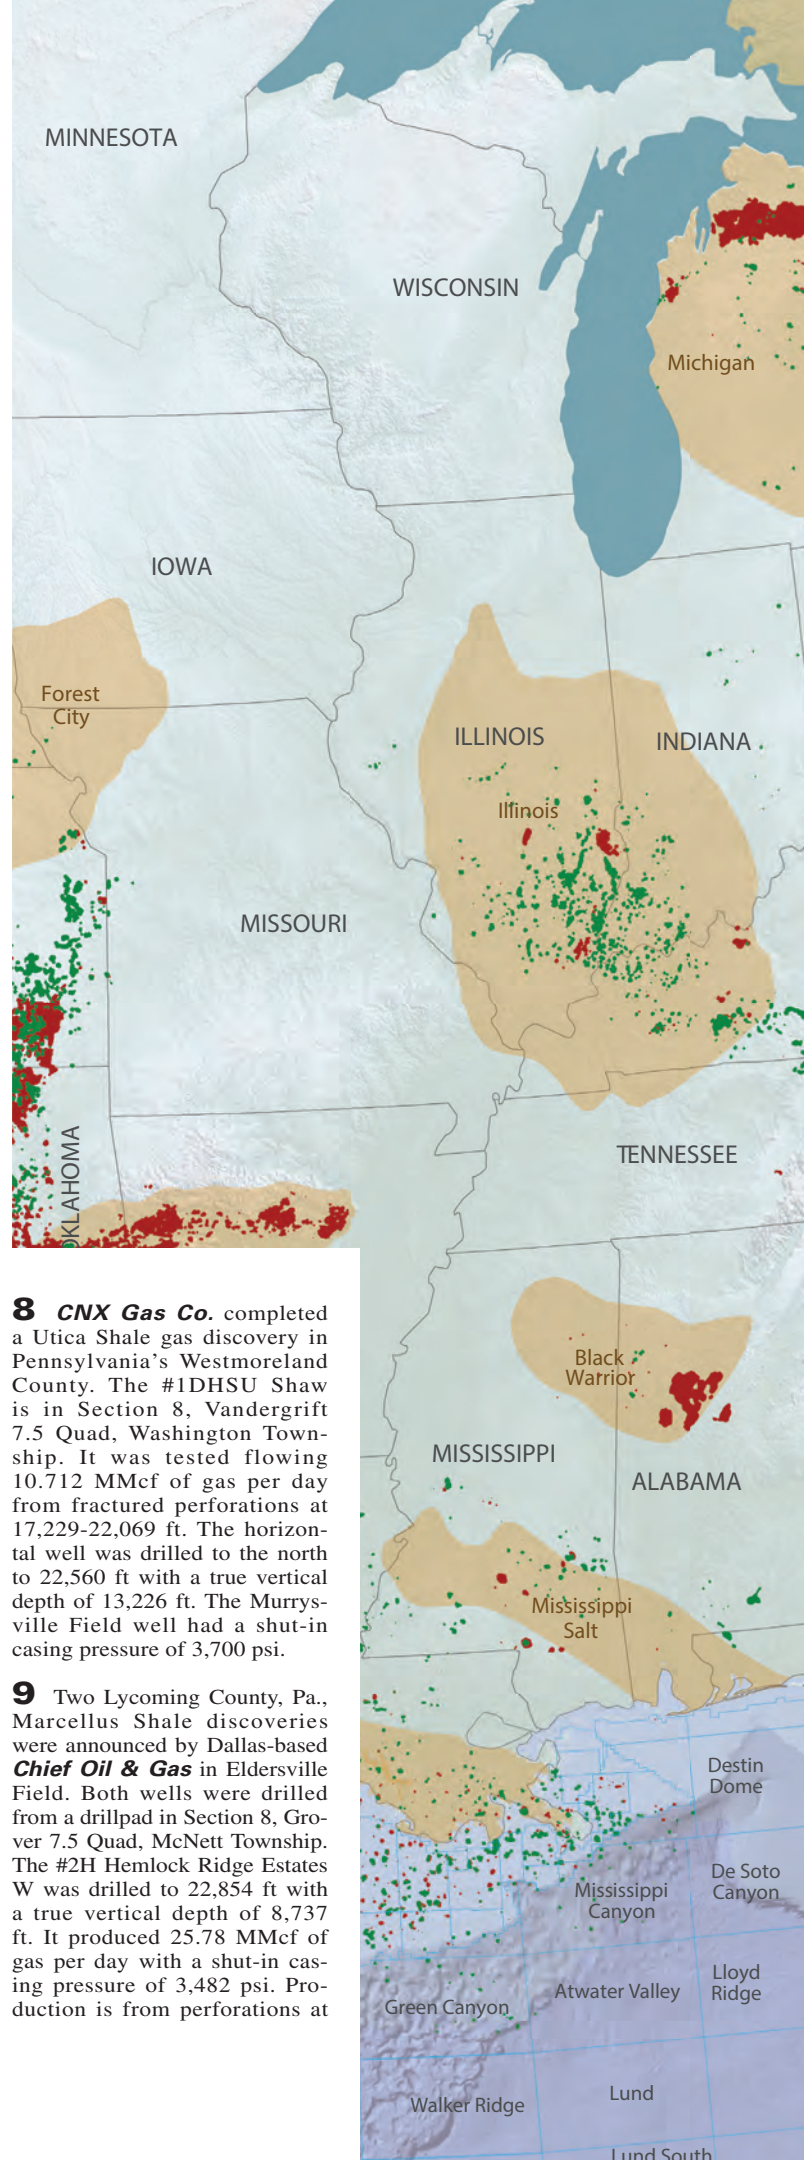 MINNESOTA
WISCONSIN
Michigan
IOWA
Forest
City
ILLINOIS
INDIANA
Illinois
MISSOURI
OKLAHOMA
TENNESSEE
Black
Warrior
MISSISSIPPI
ALABAMA
Mississippi
Salt
Destin
Dome
De Soto
Canyon
Mississippi
Canyon
Lloyd
Ridge
Atwater Valley
Green Canyon
Lund
Walker Ridge
Lund South
8 CNX Gas Co. completed
a Utica Shale gas discovery in
Pennsylvania's Westmoreland
County. The #1DHSU Shaw
is in Section 8, Vandergrift
7.5 Quad, Washington Town-
ship. It was tested flowing
10.712 MMcf of gas per day
from fractured perforations at
17,229-22,069 ft. The horizon-
tal well was drilled to the north
to 22,560 ft with a true vertical
depth of 13,226 ft. The Murrys-
ville Field well had a shut-in
casing pressure of 3,700 psi.
9 Two Lycoming County, Pa.,
Marcellus Shale discoveries
were announced by Dallas-based
Chief Oil & Gas in Eldersville
Field. Both wells were drilled
from a drillpad in Section 8, Gro-
ver 7.5 Quad, McNett Township.
The #2H Hemlock Ridge Estates
W was drilled to 22,854 ft with
a true vertical depth of 8,737
ft. It produced 25.78 MMcf of
gas per day with a shut-in cas-
ing pressure of 3,482 psi. Pro-
duction is from perforations at